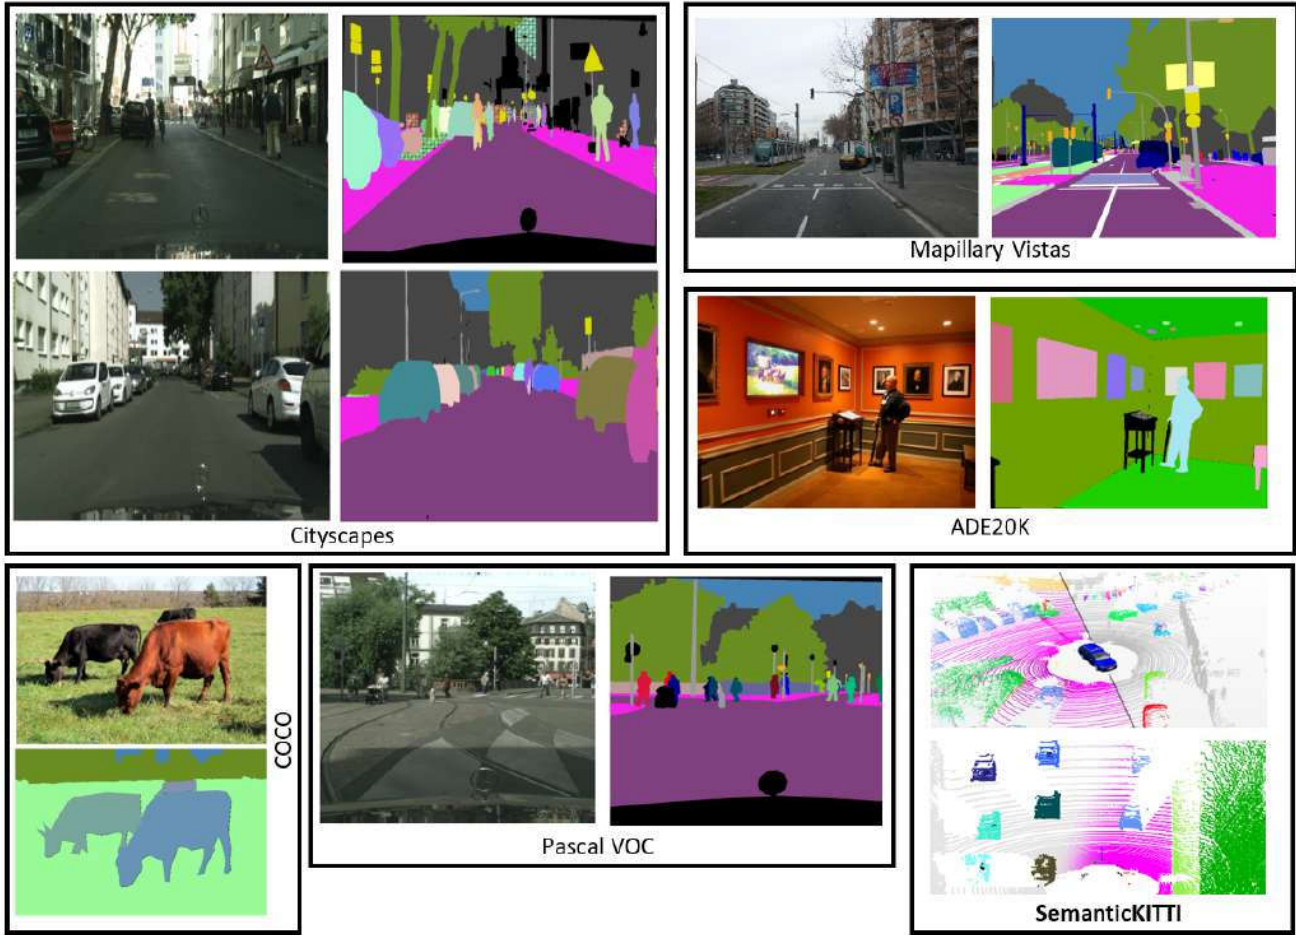 Cityscapes
Mapillary Vistas
ADE20K
COCO
Pascal VOC
SemanticKITTI